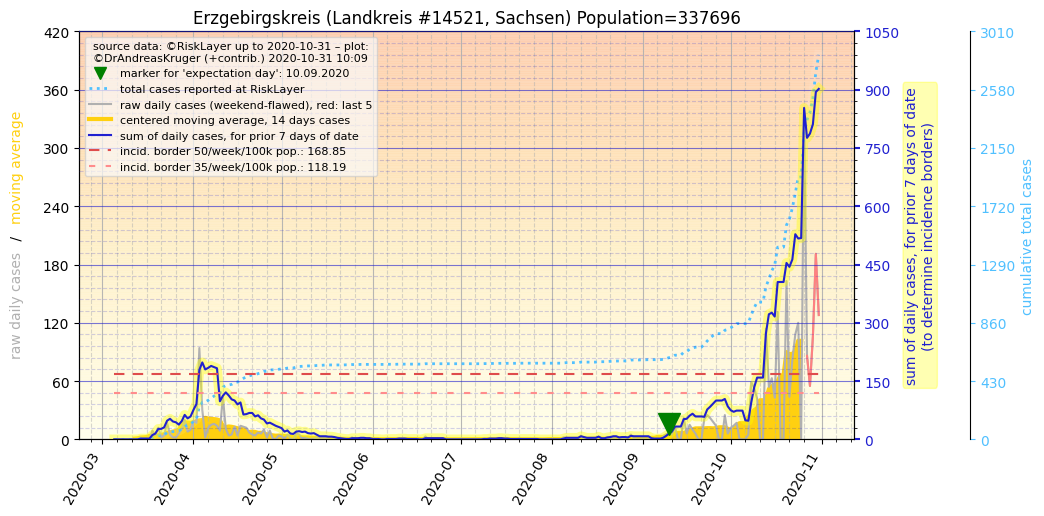 Erzgebirgskreis (Landkreis #14521, Sachsen) Population=337696
source data: ©RiskLayer up to 2020-10-31 – plot:
©DrAndreasKruger (+contrib.) 2020-10-31 10:09
marker for 'expectation day': 10.09.2020
total cases reported at RiskLayer
raw daily cases (weekend-flawed), red: last 5
centered moving average, 14 days cases
sum of daily cases, for prior 7 days of date
incid. border 50/week/100k pop.: 168.85
incid. border 35/week/100k pop.: 118.19
raw daily cases / moving average
420
360
300
240
180
120
60
0
2020-03
2020-04
2020-05
2020-06
2020-07
2020-08
2020-09
2020-10
2020-11
1050
900
750
600
450
300
150
0
sum of daily cases, for prior 7 days of date
(to determine incidence borders)
3010
2580
2150
1720
1290
860
430
0
cumulative total cases